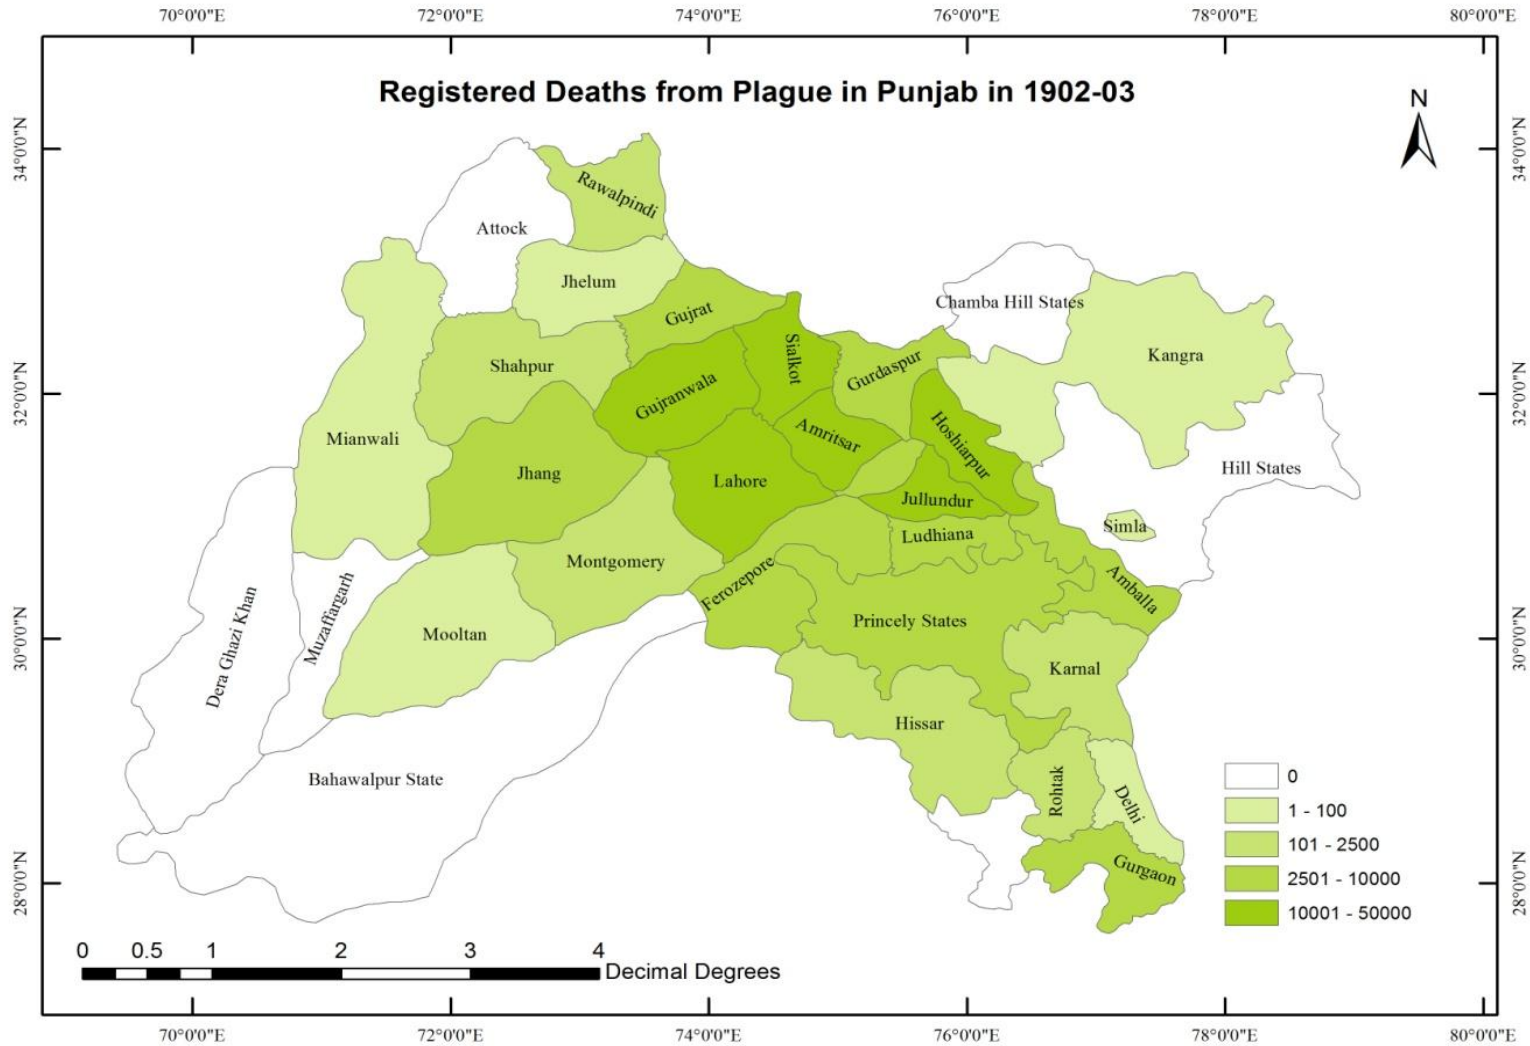 70°0'0"E 72°0'0"E 74°0'0"E 76°0'0"E 78°0'0"E 80°0'0"E
Registered Deaths from Plague in Punjab in 1902-03
N
34°0'0"N
34°0'0"N
Rawalpindi
Attock
Jhelum
Chamba Hill States
Gujrat
Sialkot
Kangra
Shahpur
Gurdaspur
32°0'0"N
32°0'0"N
Gujranwala
Mianwali
Amritsar
Hoshiarpur
Jhang
Lahore
Hill States
Jullundur
Simla
Ludhiana
Montgomery
Ferozepore
Amballa
Muzaffargarh
Princely States
Mooltan
30°0'0"N
30°0'0"N
Dera Ghazi Khan
Karnal
Hissar
Bahawalpur State
Rohtak
Delhi
Gurgaon
28°0'0"N
28°0'0"N
0
1 - 100
101 - 2500
2501 - 10000
10001 - 50000
0 0.5 1 2 3 4
Decimal Degrees
70°0'0"E 72°0'0"E 74°0'0"E 76°0'0"E 78°0'0"E 80°0'0"E